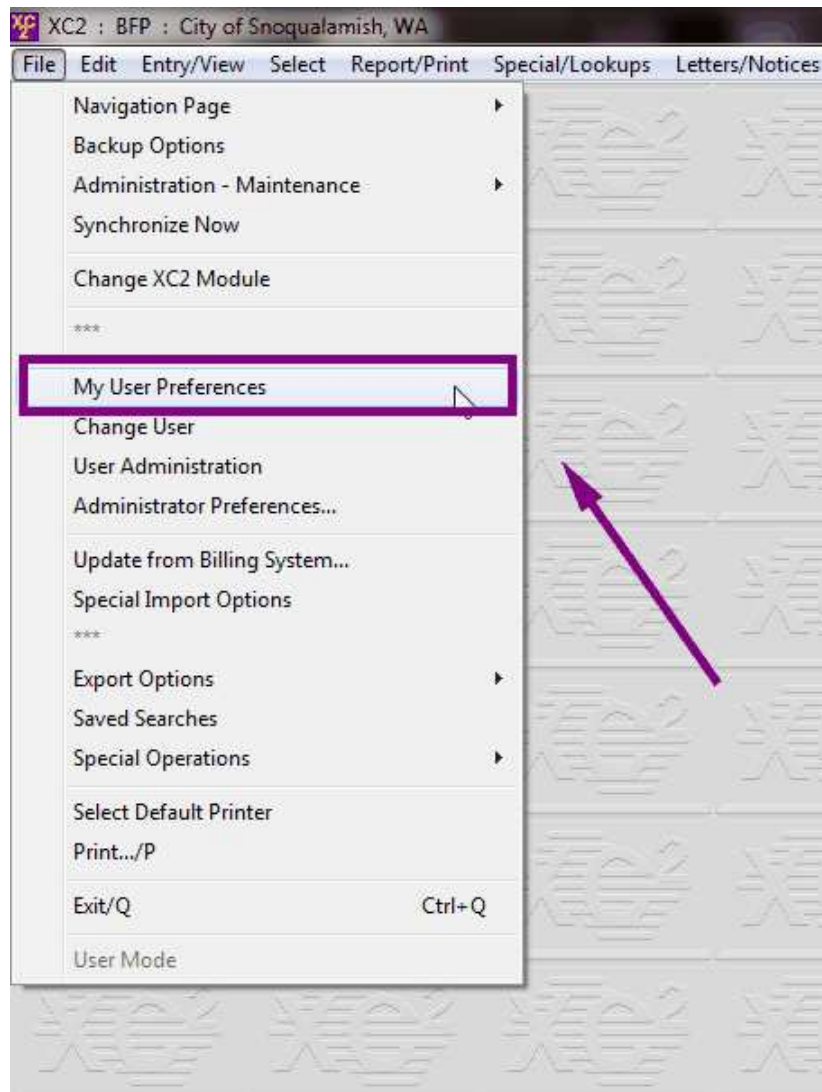 XC2 : BFP : City of Snoqualamish, WA
File Edit Entry/View Select Report/Print Special/Lookups Letters/Notices
Navigation Page
Backup Options
Administration - Maintenance
Synchronize Now
Change XC2 Module
***
My User Preferences
Change User
User Administration
Administrator Preferences...
Update from Billing System...
Special Import Options
***
Export Options
Saved Searches
Special Operations
Select Default Printer
Print.../P
Exit/Q Ctrl+Q
User Mode